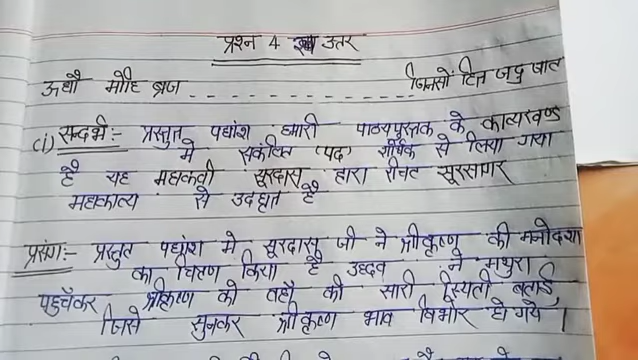 प्रश्न 4 का उत्तर
ऊधौ मोहि ब्रज - - - - - - - - - - - - जिनसों हित जदु जात
(i) सन्दर्भ :- प्रस्तुत पद्यांश हमारी पाठ्यपुस्तक के काव्यखण्ड
में संकलित 'पद' शीर्षक से लिया गया
है यह महाकवी सूरदास द्वारा रचित सूरसागर
महाकाव्य से उदधृत है
प्रसंग :- प्रस्तुत पद्यांश मे सूरदास जी ने श्रीकृष्ण की मनोदशा
का चित्रण किया है उद्धव ने मथुरा
पहुँचकर श्रीकृष्ण को वहाँ की सारी स्थिती बताई
जिसे सुनकर श्रीकृष्ण भाव विभोर हो गये।